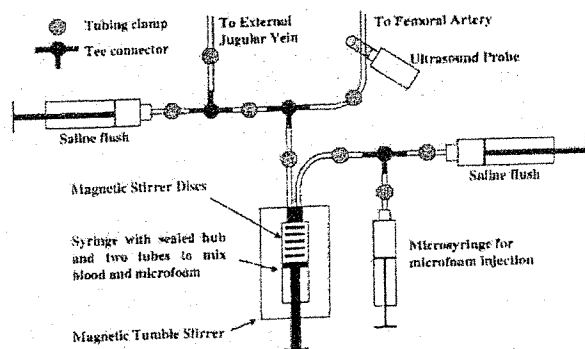 Tubing clamp
Tee connector
To External
Jugular Vein
To Femoral Artery
Ultrasound Probe
Saline flush
Saline flush
Magnetic Stirrer Discs
Syringe with sealed hub
and two tubes to mix
blood and microfoam
Microsyringe for
microfoam injection
Magnetic Tumble Stirrer